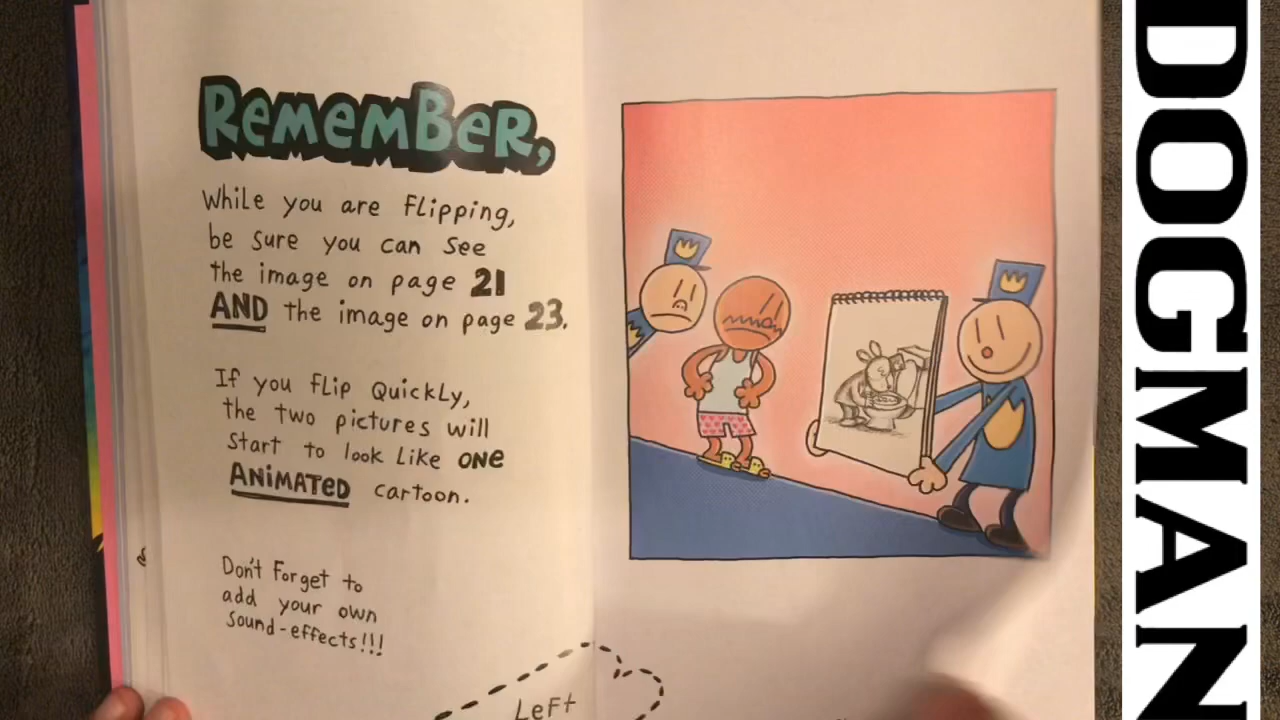 RemembeR,
While you are Flipping,
be sure you can see
the image on page 21
AND the image on page 23.
If you Flip Quickly,
the two pictures will
start to look Like ONE
ANiMATeD cartoon.
Don't Forget to
add your own
sound-effects!!!
LeFt
DOGMAN